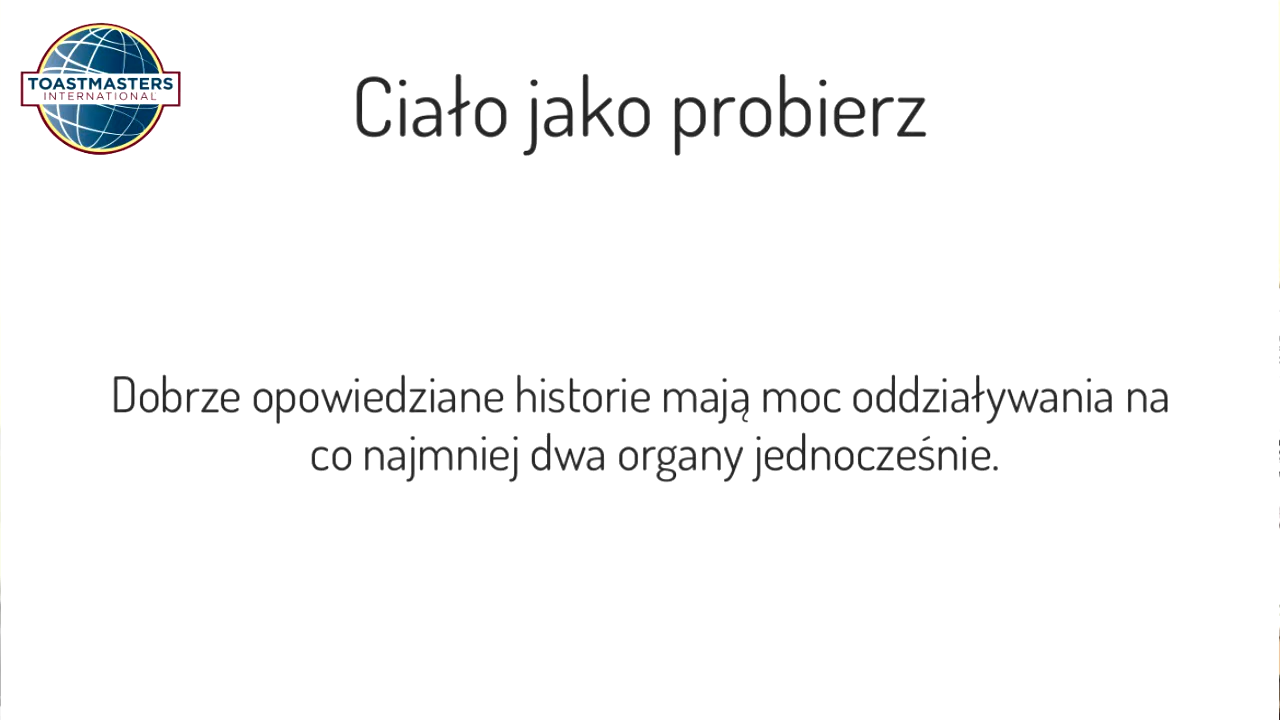 TOASTMASTERS
INTERNATIONAL
Ciało jako probierz
Dobrze opowiedziane historie mają moc oddziaływania na
co najmniej dwa organy jednocześnie.